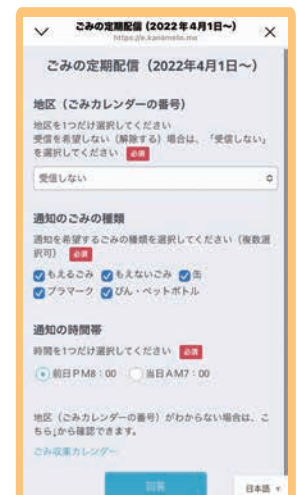 ごみの定期配信（2022年4月1日〜）
https://e.kanamello.me
ごみの定期配信（2022年4月1日〜）
地区（ごみカレンダーの番号）
地区を1つだけ選択してください
受信を希望しない（解除する）場合は、「受信しない」
を選択してください 必須
受信しない
通知のごみの種類
通知を希望するごみの種類を選択してください（複数選
択可） 必須
もえるごみ もえないごみ 缶
プラマーク びん・ペットボトル
通知の時間帯
時間を1つだけ選択してください 必須
前日PM8：00 当日AM7：00
地区（ごみカレンダーの番号）がわからない場合は、こ
ちら↓から確認できます。
ごみ収集カレンダー
回答
日本語